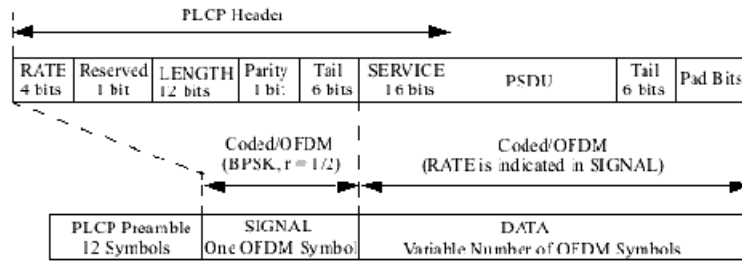 PLCP Header
RATE Reserved LENGTH Parity Tail SERVICE PSDU Tail Pad Bits
4 bits 1 bit 12 bits 1 bit 6 bits 16 bits 6 bits
Coded/OFDM Coded/OFDM
(BPSK, r = 1/2) (RATE is indicated in SIGNAL)
PLCP Preamble SIGNAL DATA
12 Symbols One OFDM Symbol Variable Number of OFDM Symbols